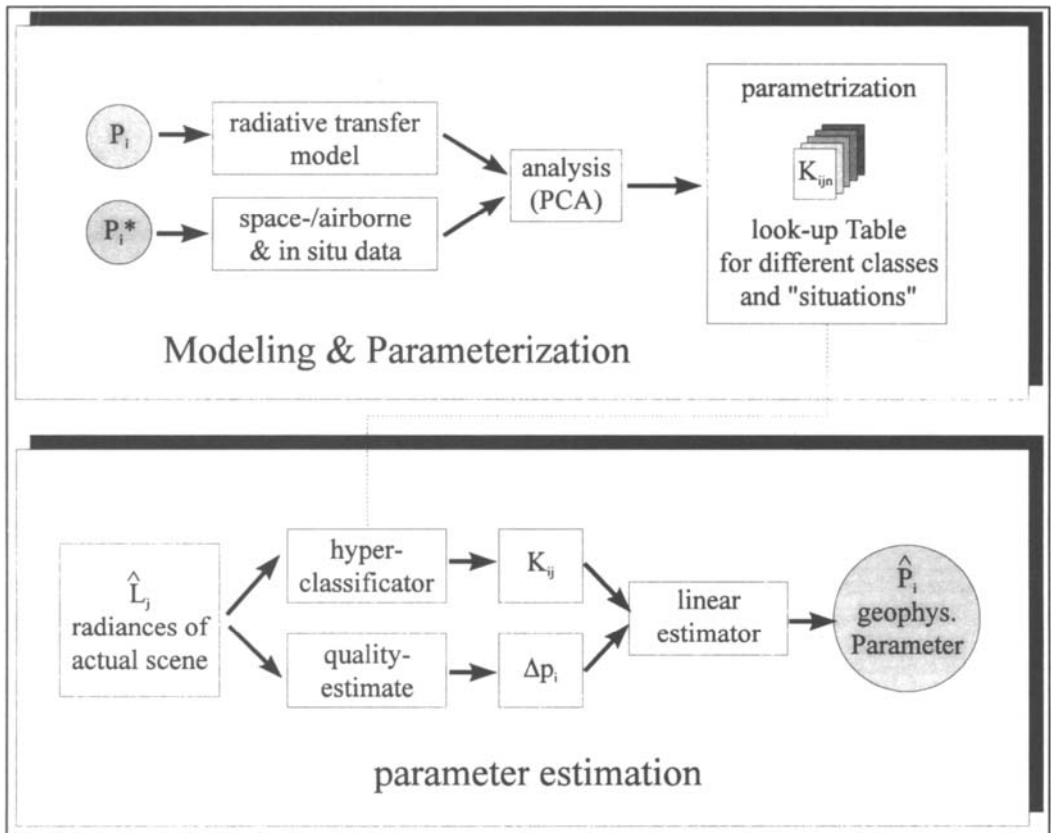 P_i
radiative transfer
model
P_i*
space-/airborne
& in situ data
analysis
(PCA)
parametrization
K_ijn
look-up Table
for different classes
and "situations"
Modeling & Parameterization
L̂_j
radiances of
actual scene
hyper-
classificator
K_ij
quality-
estimate
Δp_i
linear
estimator
P̂_i
geophys.
Parameter
parameter estimation